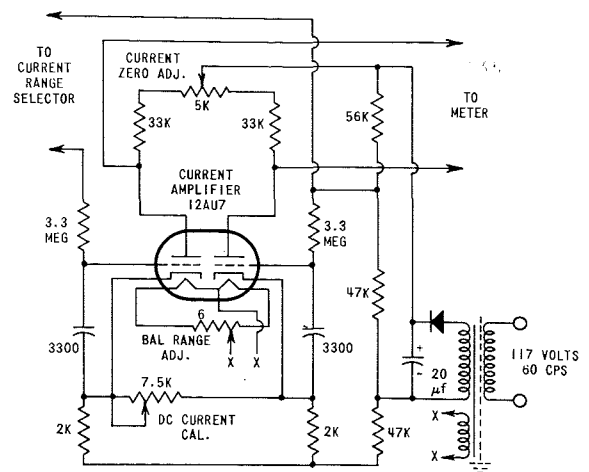 TO
CURRENT
RANGE
SELECTOR
CURRENT
ZERO ADJ.
5K
33K
33K
56K
TO
METER
CURRENT
AMPLIFIER
12AU7
3.3
MEG
3.3
MEG
47K
6
BAL RANGE
ADJ.
X
X
3300
3300
+
-
20
µf
117 VOLTS
60 CPS
7.5K
DC CURRENT
CAL.
2K
2K
47K
X
X